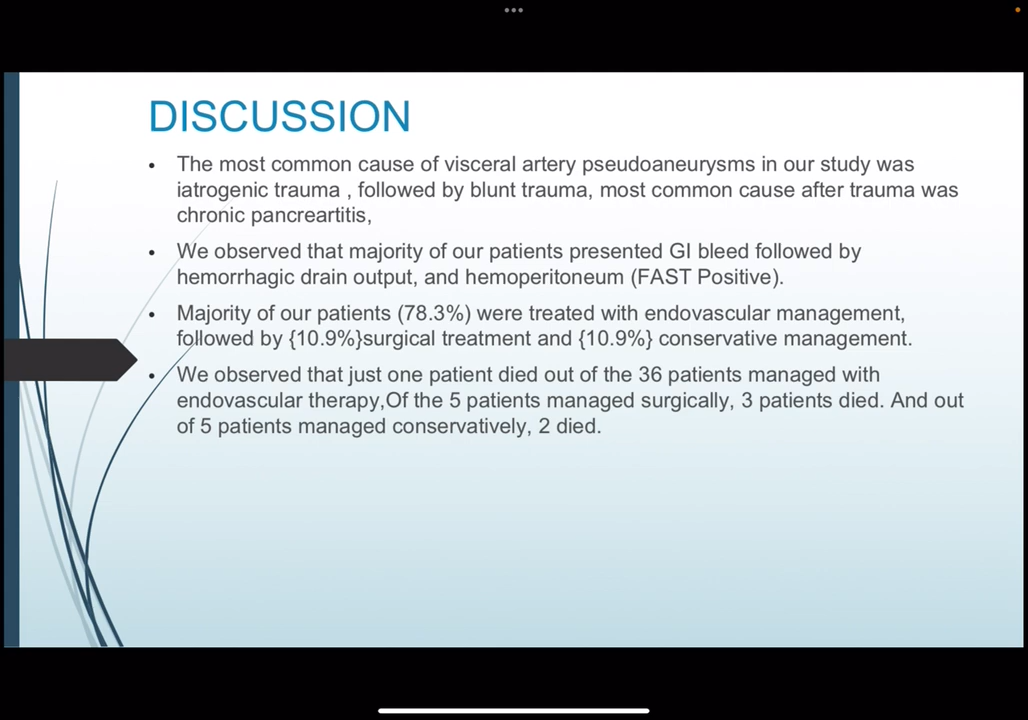 DISCUSSION
• The most common cause of visceral artery pseudoaneurysms in our study was
iatrogenic trauma , followed by blunt trauma, most common cause after trauma was
chronic pancreartitis,
• We observed that majority of our patients presented GI bleed followed by
hemorrhagic drain output, and hemoperitoneum (FAST Positive).
• Majority of our patients (78.3%) were treated with endovascular management,
followed by {10.9%}surgical treatment and {10.9%} conservative management.
• We observed that just one patient died out of the 36 patients managed with
endovascular therapy,Of the 5 patients managed surgically, 3 patients died. And out
of 5 patients managed conservatively, 2 died.